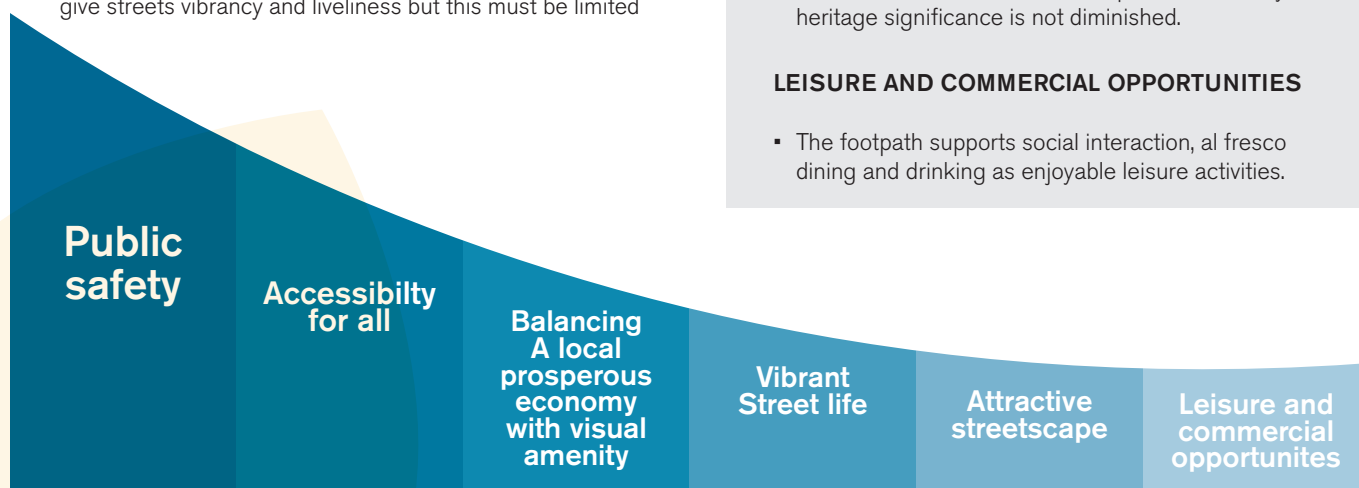 give streets vibrancy and liveliness but this must be limited
heritage significance is not diminished.
LEISURE AND COMMERCIAL OPPORTUNITIES
▪ The footpath supports social interaction, al fresco
dining and drinking as enjoyable leisure activities.
Public
safety
Accessibilty
for all
Balancing
A local
prosperous
economy
with visual
amenity
Vibrant
Street life
Attractive
streetscape
Leisure and
commercial
opportunites